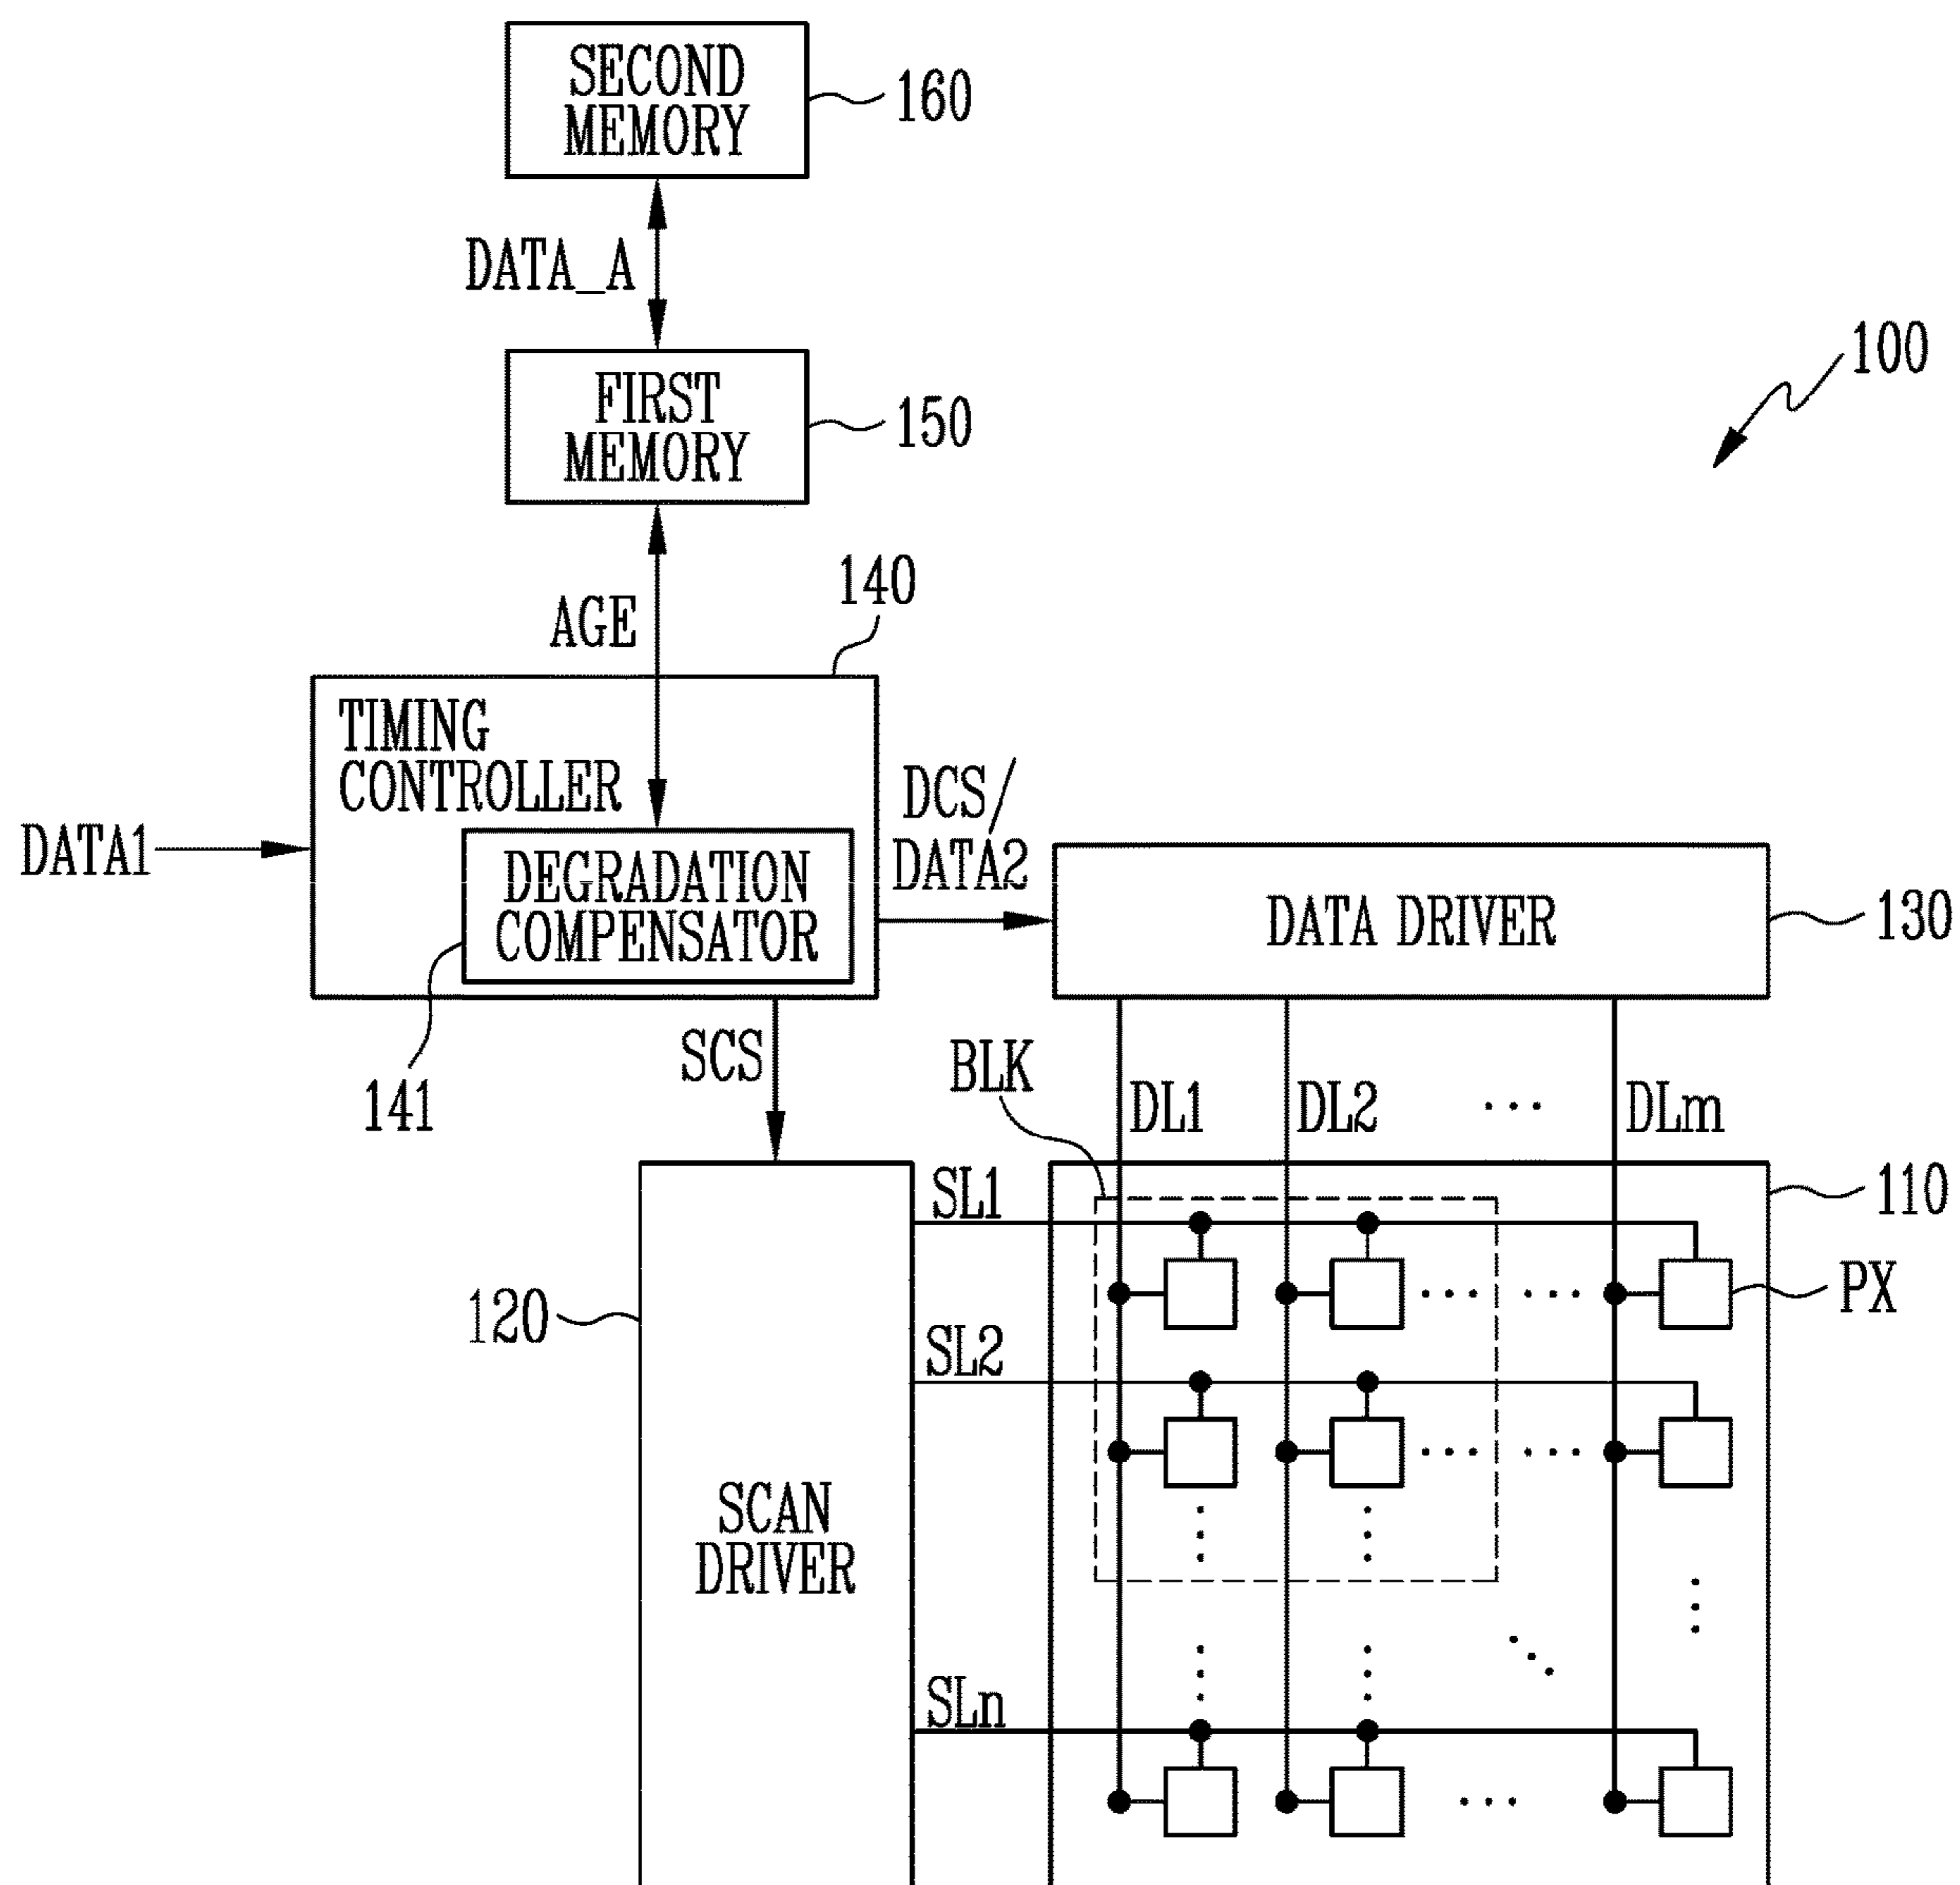 SECOND
MEMORY
160
DATA_A
FIRST
MEMORY
150
100
AGE
140
TIMING
CONTROLLER
DATA1
DEGRADATION
COMPENSATOR
141
DCS/
DATA2
DATA DRIVER
130
SCS
BLK
DL1
DL2
...
DLm
110
120
SCAN
DRIVER
SL1
SL2
SLn
PX